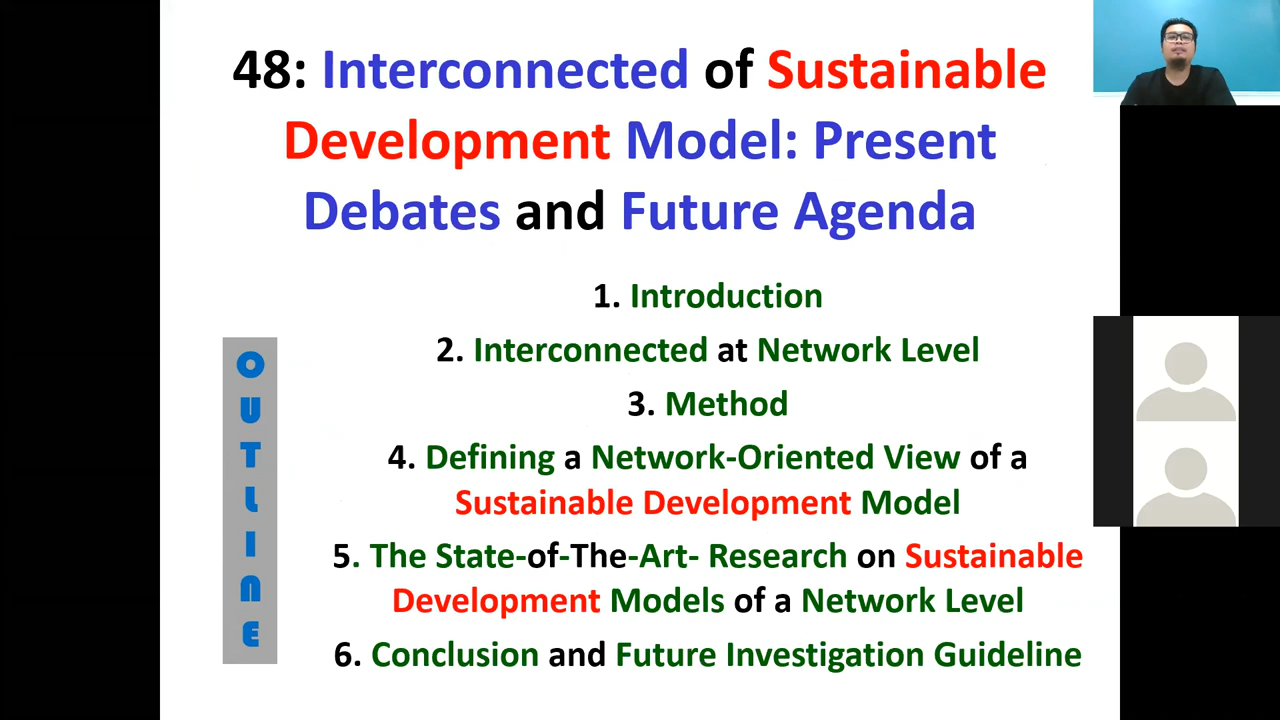 48: Interconnected of Sustainable
Development Model: Present
Debates and Future Agenda
OUTLINE
1. Introduction
2. Interconnected at Network Level
3. Method
4. Defining a Network-Oriented View of a
Sustainable Development Model
5. The State-of-The-Art- Research on Sustainable
Development Models of a Network Level
6. Conclusion and Future Investigation Guideline